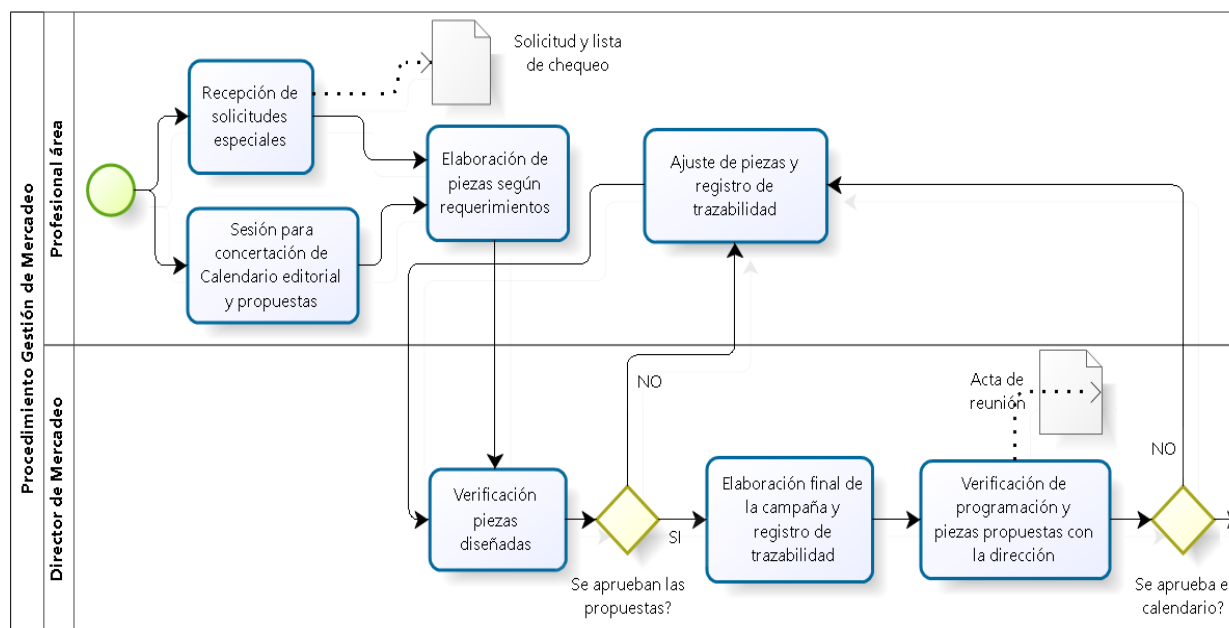 Procedimiento Gestión de Mercadeo
Profesional área
Recepción de
solicitudes
especiales
Solicitud y lista
de chequeo
Sesión para
concertación de
Calendario editorial
y propuestas
Elaboración de
piezas según
requerimientos
Ajuste de piezas y
registro de
trazabilidad
Director de Mercadeo
Verificación
piezas
diseñadas
NO
SI
Se aprueban las
propuestas?
Elaboración final de
la campaña y
registro de
trazabilidad
Acta de
reunión
Verificación de
programación y
piezas propuestas con
la dirección
NO
Se aprueba e
calendario?